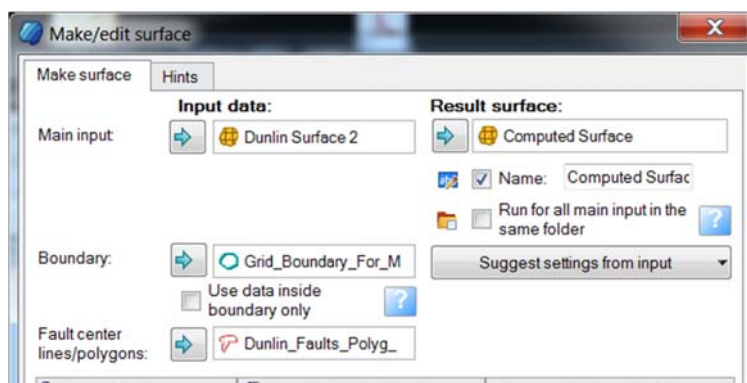 Make/edit surface
Make surface
Hints
Input data:
Result surface:
Main input:
Dunlin Surface 2
Computed Surface
Name:
Computed Surfac
Run for all main input in the
same folder
?
Boundary:
Grid_Boundary_For_M
Suggest settings from input
Use data inside
boundary only
?
Fault center
lines/polygons:
Dunlin_Faults_Polyg_